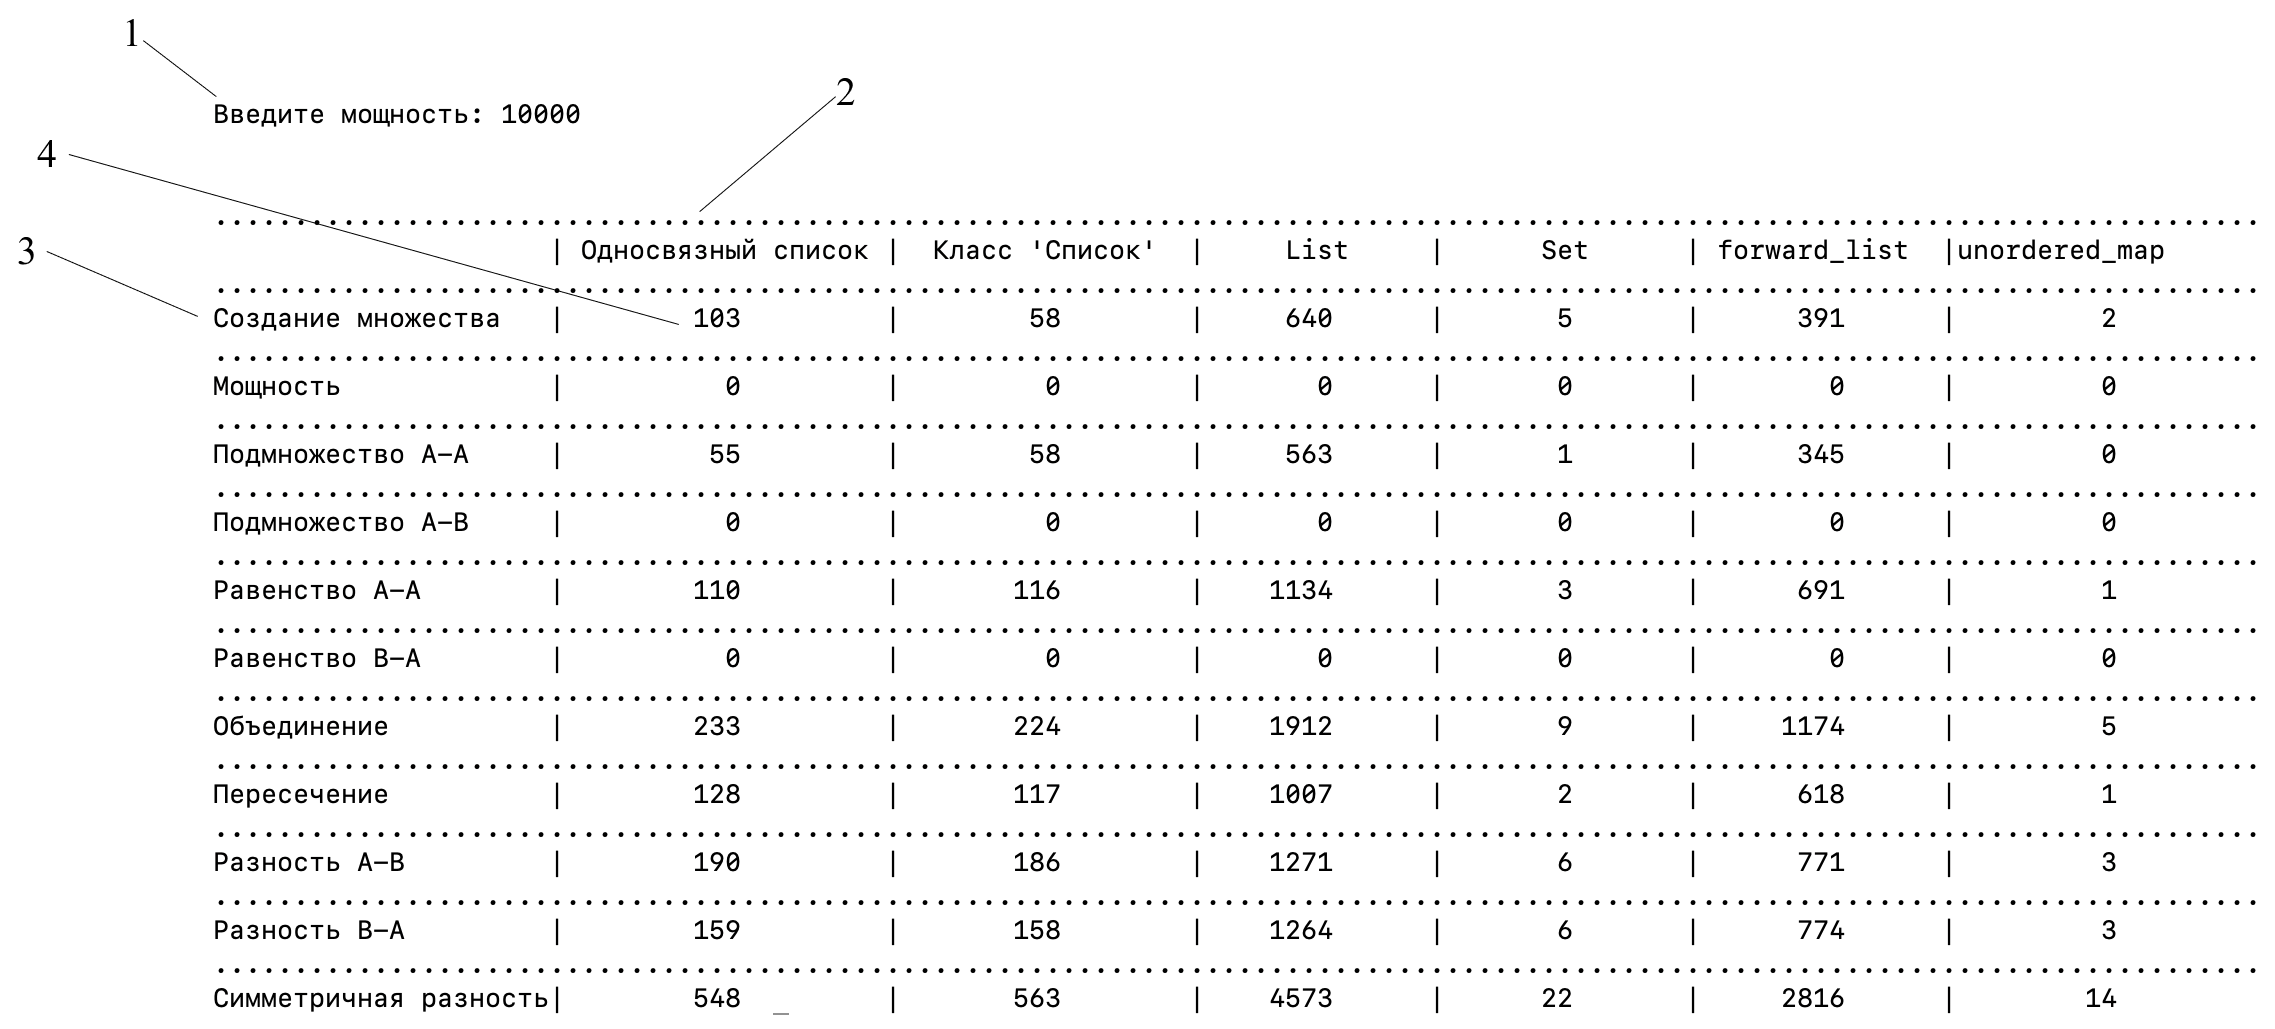 1
Введите мощность: 10000
2
4
3
| Односвязный список | Класс 'Список' | List | Set | forward_list |unordered_map
Создание множества | 103 | 58 | 640 | 5 | 391 | 2
Мощность | 0 | 0 | 0 | 0 | 0 | 0
Подмножество A-A | 55 | 58 | 563 | 1 | 345 | 0
Подмножество A-B | 0 | 0 | 0 | 0 | 0 | 0
Равенство A-A | 110 | 116 | 1134 | 3 | 691 | 1
Равенство B-A | 0 | 0 | 0 | 0 | 0 | 0
Объединение | 233 | 224 | 1912 | 9 | 1174 | 5
Пересечение | 128 | 117 | 1007 | 2 | 618 | 1
Разность A-B | 190 | 186 | 1271 | 6 | 771 | 3
Разность B-A | 159 | 158 | 1264 | 6 | 774 | 3
Симметричная разность| 548 | 563 | 4573 | 22 | 2816 | 14